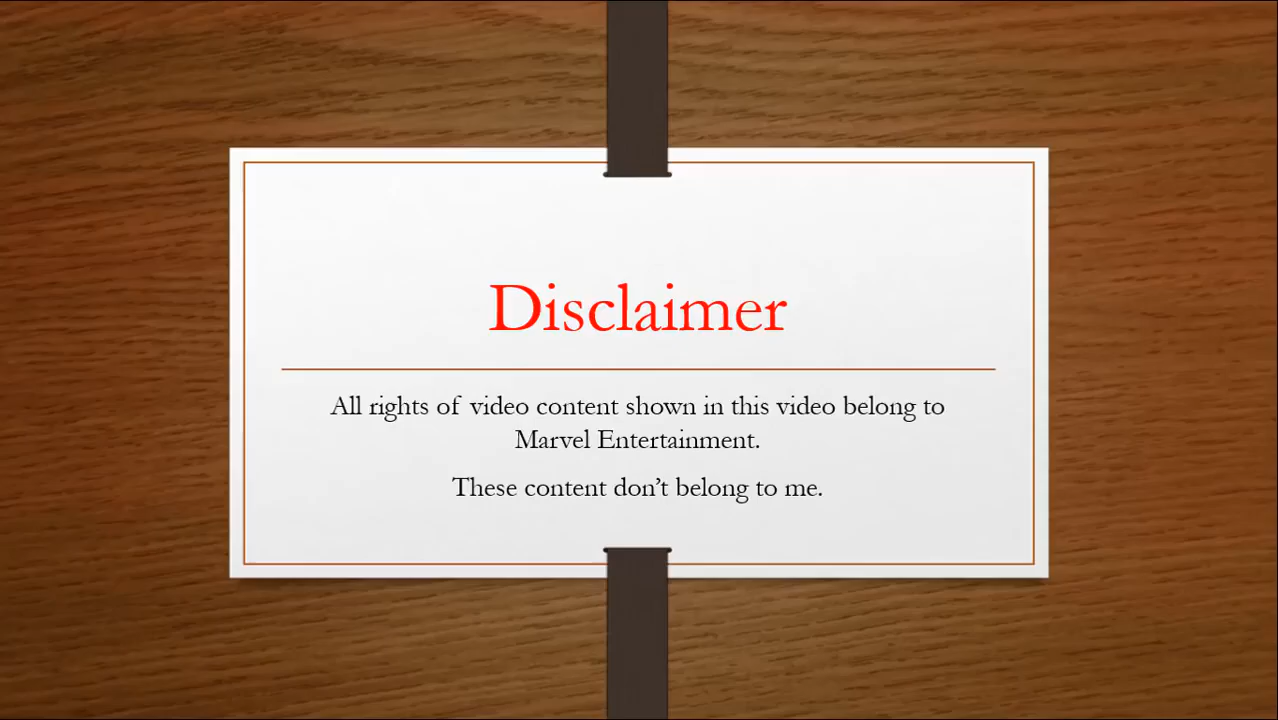 Disclaimer
All rights of video content shown in this video belong to
Marvel Entertainment.
These content don’t belong to me.